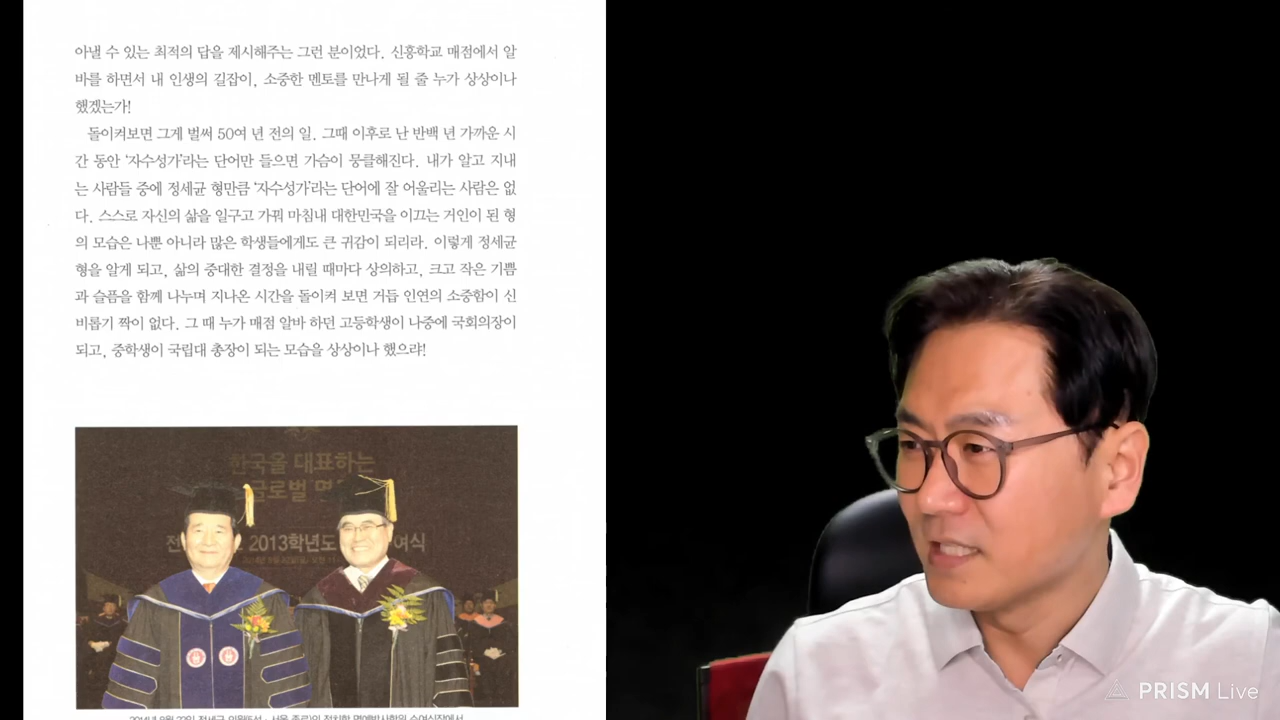 아낼 수 있는 최적의 답을 제시해주는 그런 분이었다. 신흥학교 매점에서 알
바를 하면서 내 인생의 길잡이, 소중한 멘토를 만나게 될 줄 누가 상상이나
했겠는가!
돌이켜보면 그게 벌써 50여 년 전의 일. 그때 이후로 난 반백 년 가까운 시
간 동안 '자수성가'라는 단어만 들으면 가슴이 뭉클해진다. 내가 알고 지내
는 사람들 중에 정세균 형만큼 '자수성가'라는 단어에 잘 어울리는 사람은 없
다. 스스로 자신의 삶을 일구고 가꿔 마침내 대한민국을 이끄는 거인이 된 형
의 모습은 나뿐 아니라 많은 학생들에게도 큰 귀감이 되리라. 이렇게 정세균
형을 알게 되고, 삶의 중대한 결정을 내릴 때마다 상의하고, 크고 작은 기쁨
과 슬픔을 함께 나누며 지나온 시간을 돌이켜 보면 거듭 인연의 소중함이 신
비롭기 짝이 없다. 그 때 누가 매점 알바 하던 고등학생이 나중에 국회의장이
되고, 중학생이 국립대 총장이 되는 모습을 상상이나 했으랴!
한국을 대표하는
글로벌
2013학년도 여식
PRISM Live